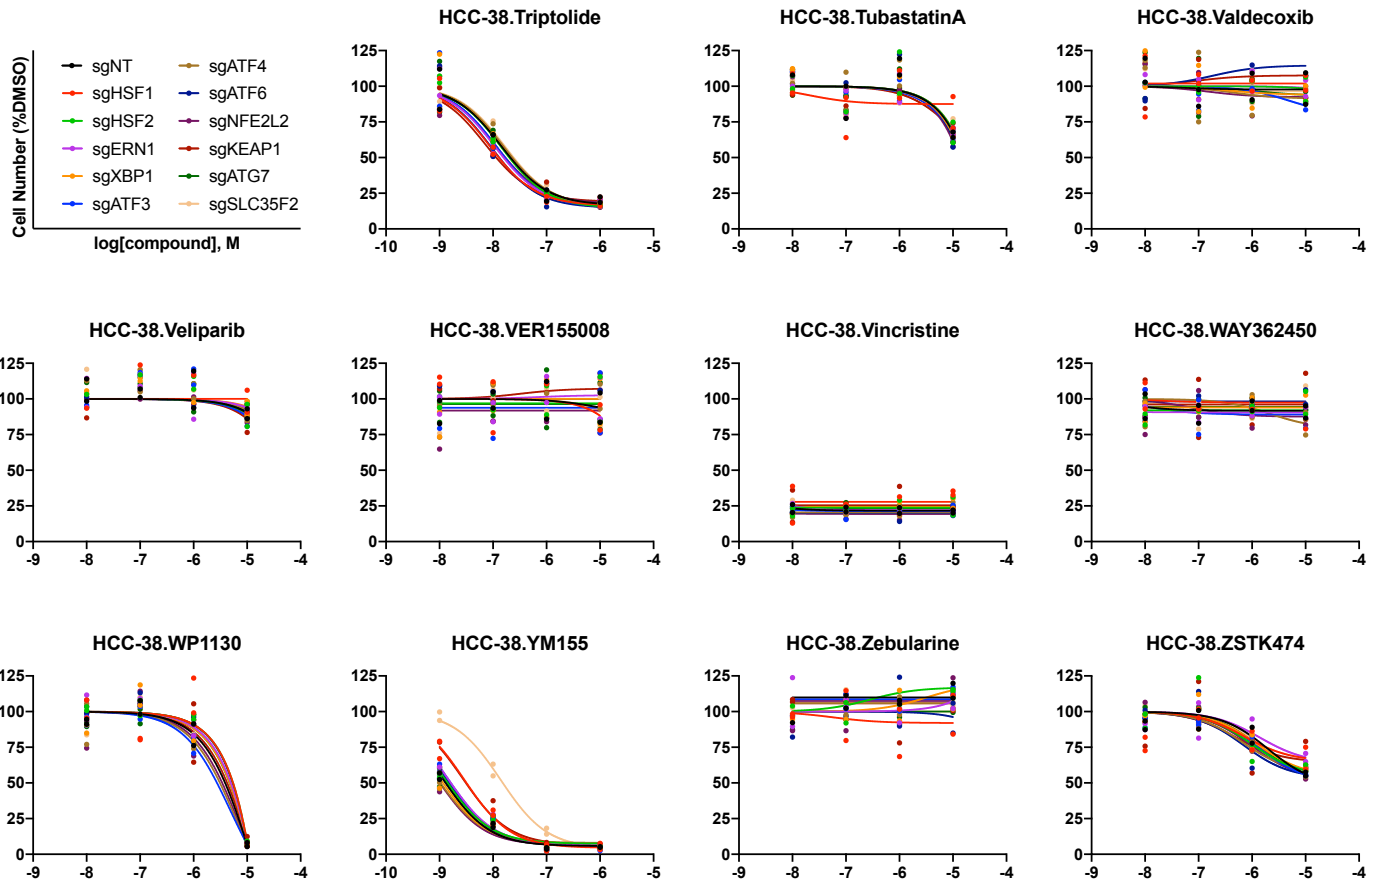 HCC-38.Triptolide
HCC-38.TubastatinA
HCC-38.Valdecoxib
Cell Number (%DMSO)
sgNT
sgATF4
sgHSF1
sgATF6
sgHSF2
sgNFE2L2
sgERN1
sgKEAP1
sgXBP1
sgATG7
sgATF3
sgSLC35F2
log[compound], M
125
100
75
50
25
0
-10 -9 -8 -7 -6 -5
125
100
75
50
25
0
-9 -8 -7 -6 -5 -4
125
100
75
50
25
0
-9 -8 -7 -6 -5 -4
HCC-38.Veliparib
HCC-38.VER155008
HCC-38.Vincristine
HCC-38.WAY362450
125
100
75
50
25
0
-9 -8 -7 -6 -5 -4
125
100
75
50
25
0
-10 -9 -8 -7 -6 -5
125
100
75
50
25
0
-9 -8 -7 -6 -5 -4
125
100
75
50
25
0
-9 -8 -7 -6 -5 -4
HCC-38.WP1130
HCC-38.YM155
HCC-38.Zebularine
HCC-38.ZSTK474
125
100
75
50
25
0
-9 -8 -7 -6 -5 -4
125
100
75
50
25
0
-10 -9 -8 -7 -6 -5
125
100
75
50
25
0
-9 -8 -7 -6 -5 -4
125
100
75
50
25
0
-9 -8 -7 -6 -5 -4